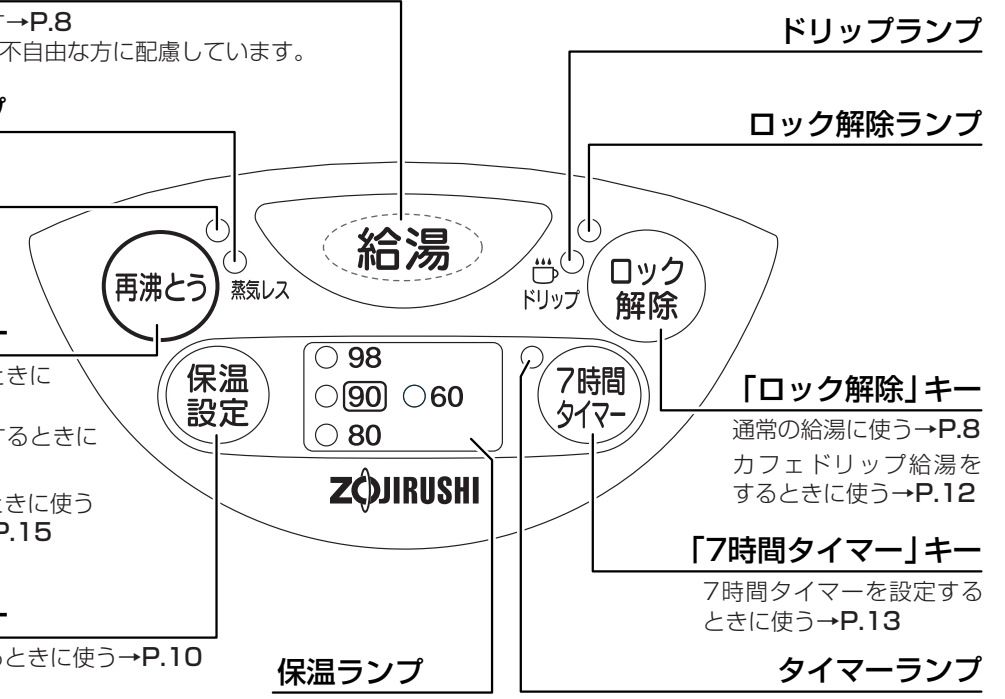 →P.8
不自由な方に配慮しています。
プ
ドリップランプ
ロック解除ランプ
給湯
再沸とう
蒸気レス
ドリップ
ロック
解除
保温
設定
98
90 60
80
7時間
タイマー
ZOJIRUSHI
ー
ときに
するときに
ときに使う
P.15
ー
るときに使う→P.10
「ロック解除」キー
通常の給湯に使う→P.8
カフェドリップ給湯を
するときに使う→P.12
「7時間タイマー」キー
7時間タイマーを設定する
ときに使う→P.13
保温ランプ
タイマーランプ